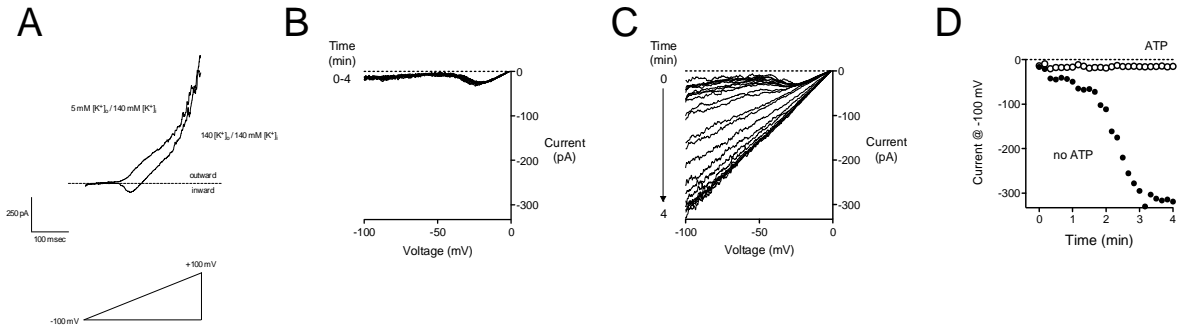 A
5 mM [K⁺]ₒ / 140 mM [K⁺]ᵢ
140 [K⁺]ₒ / 140 mM [K⁺]ᵢ
outward
inward
250 pA
100 msec
+100 mV
-100 mV
B
Time
(min)
0-4
0
-100
-200
-300
Current
(pA)
-100
-50
0
Voltage (mV)
C
Time
(min)
0
4
0
-100
-200
-300
Current
(pA)
-100
-50
0
Voltage (mV)
D
ATP
no ATP
Current @ -100 mV
0
-100
-200
-300
0
1
2
3
4
Time (min)